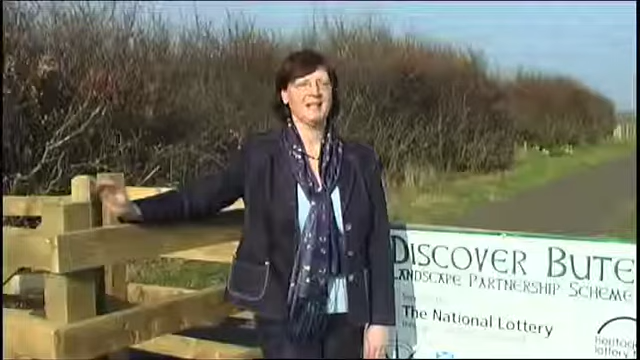 DISCOVER BUTE
LANDSCAPE PARTNERSHIP SCHEME
The National Lottery
Heritage
lottery